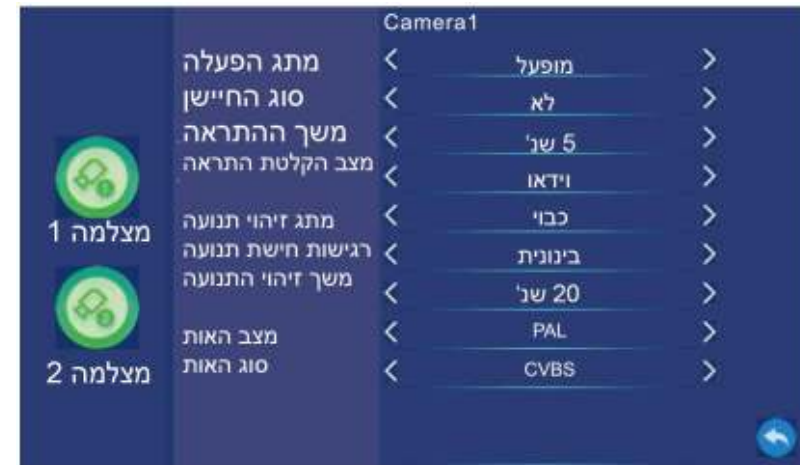 Camera1
מתג הפעלה
מופעל
סוג החיישן
לא
משך ההתראה
5 שנ'
מצב הקלטת התראה
וידאו
מתג זיהוי תנועה
כבוי
רגישות חישת תנועה
בינונית
משך זיהוי התנועה
20 שנ'
מצב האות
PAL
סוג האות
CVBS
מצלמה 1
מצלמה 2